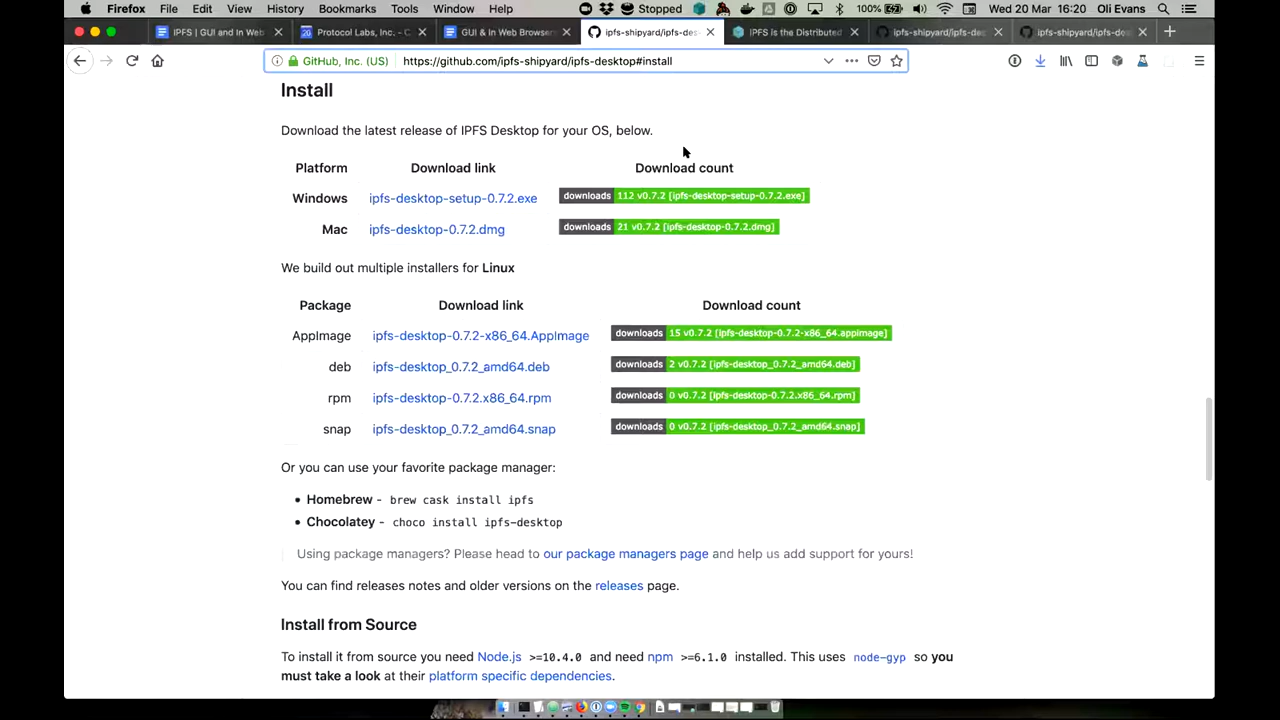 Firefox File Edit View History Bookmarks Tools Window Help Stopped 100% Wed 20 Mar 16:20 Oli Evans
IPFS | GUI and In Web Protocol Labs, Inc. - C GUI & In Web Browsers ipfs-shipyard/ipfs-des IPFS is the Distributed ipfs-shipyard/ipfs-des ipfs-shipyard/ipfs-dos
GitHub, Inc. (US) https://github.com/ipfs-shipyard/ipfs-desktop#install
Install
Download the latest release of IPFS Desktop for your OS, below.
Platform Download link Download count
Windows ipfs-desktop-setup-0.7.2.exe downloads 112 v0.7.2 [ipfs-desktop-setup-0.7.2.exe]
Mac ipfs-desktop-0.7.2.dmg downloads 21 v0.7.2 [ipfs-desktop-0.7.2.dmg]
We build out multiple installers for Linux
Package Download link Download count
AppImage ipfs-desktop-0.7.2-x86_64.AppImage downloads 15 v0.7.2 [ipfs-desktop-0.7.2-x86_64.appimage]
deb ipfs-desktop_0.7.2_amd64.deb downloads 2 v0.7.2 [ipfs-desktop_0.7.2_amd64.deb]
rpm ipfs-desktop-0.7.2.x86_64.rpm downloads 0 v0.7.2 [ipfs-desktop-0.7.2.x86_64.rpm]
snap ipfs-desktop_0.7.2_amd64.snap downloads 0 v0.7.2 [ipfs-desktop_0.7.2_amd64.snap]
Or you can use your favorite package manager:
• Homebrew - brew cask install ipfs
• Chocolatey - choco install ipfs-desktop
Using package managers? Please head to our package managers page and help us add support for yours!
You can find releases notes and older versions on the releases page.
Install from Source
To install it from source you need Node.js >=10.4.0 and need npm >=6.1.0 installed. This uses node-gyp so you
must take a look at their platform specific dependencies.